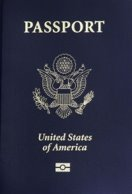 PASSPORT
United States
of America